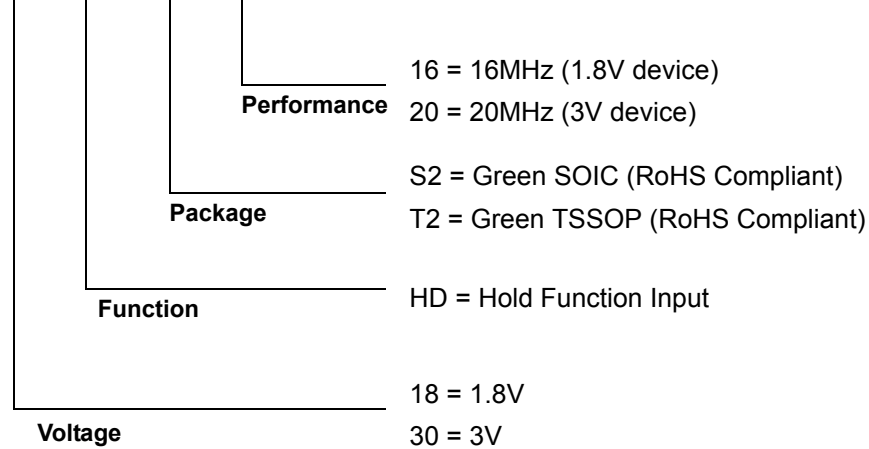 16 = 16MHz (1.8V device)
Performance
20 = 20MHz (3V device)
S2 = Green SOIC (RoHS Compliant)
Package
T2 = Green TSSOP (RoHS Compliant)
Function
HD = Hold Function Input
18 = 1.8V
Voltage
30 = 3V